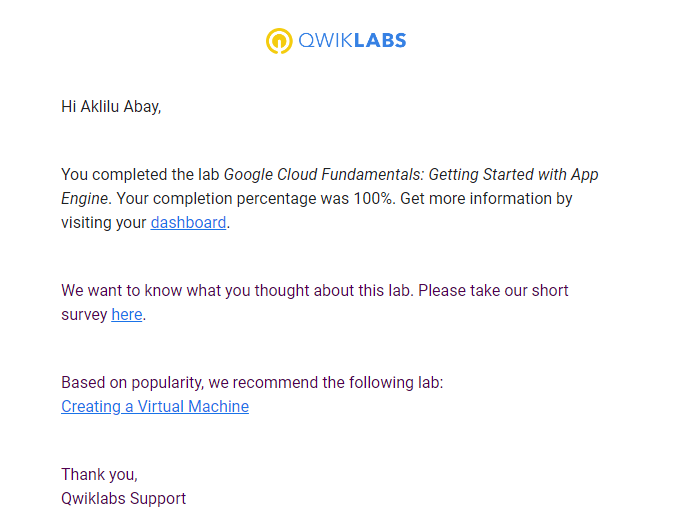 QWIKLABS
Hi Aklilu Abay,
You completed the lab Google Cloud Fundamentals: Getting Started with App
Engine. Your completion percentage was 100%. Get more information by
visiting your dashboard.
We want to know what you thought about this lab. Please take our short
survey here.
Based on popularity, we recommend the following lab:
Creating a Virtual Machine
Thank you,
Qwiklabs Support